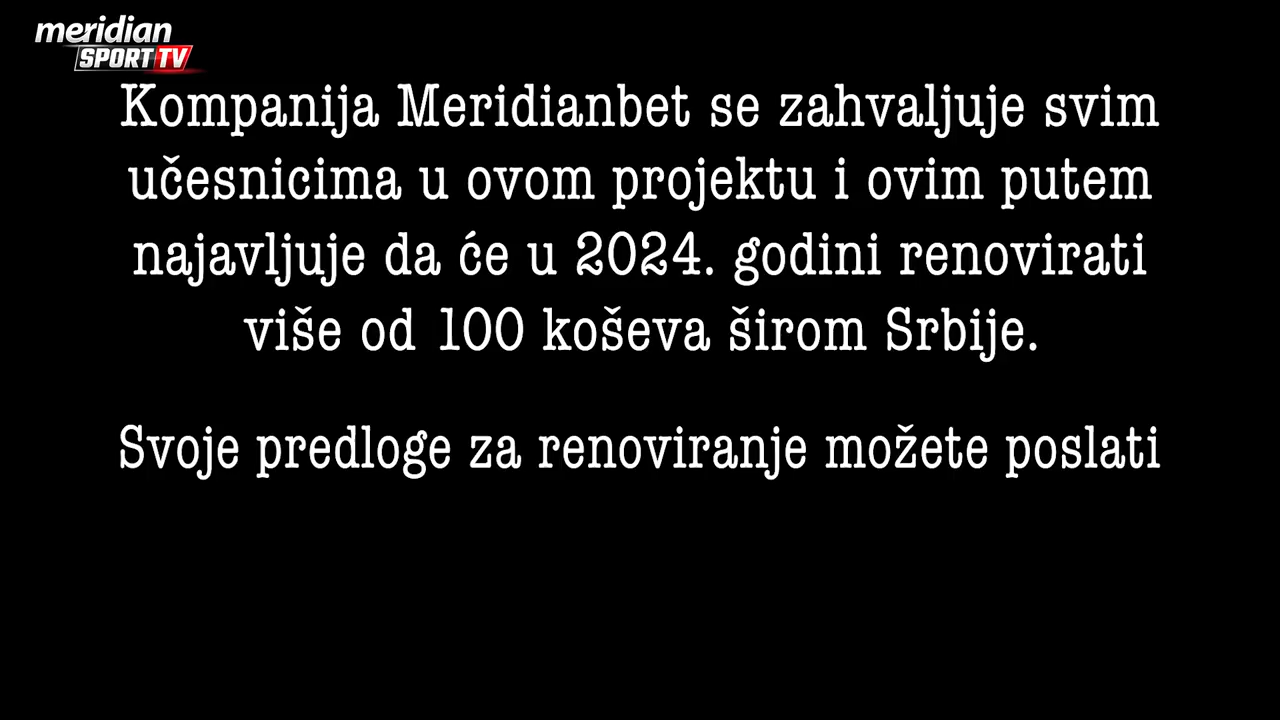 meridian
SPORT TV
Kompanija Meridianbet se zahvaljuje svim
učesnicima u ovom projektu i ovim putem
najavljuje da će u 2024. godini renovirati
više od 100 koševa širom Srbije.
Svoje predloge za renoviranje možete poslati